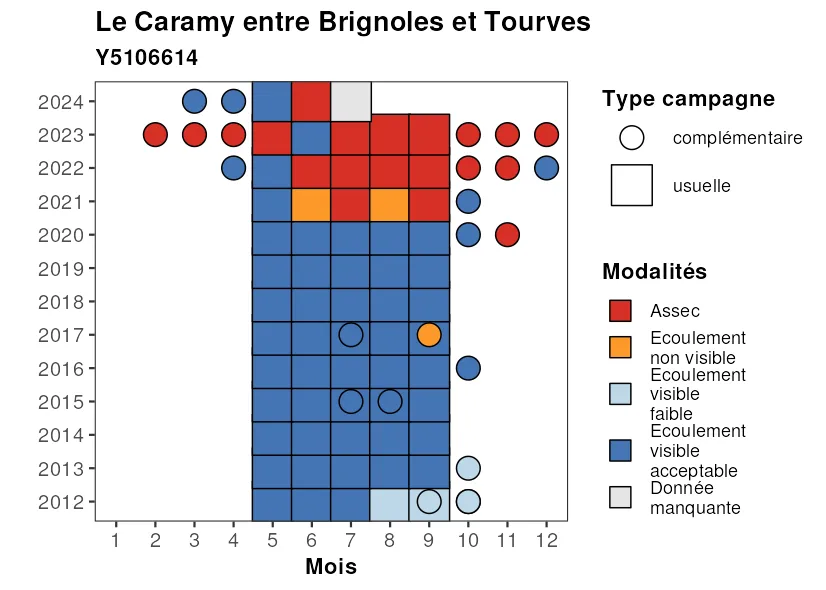 Le Caramy entre Brignoles et Tourves
Y5106614
2024
2023
2022
2021
2020
2019
2018
2017
2016
2015
2014
2013
2012
1 2 3 4 5 6 7 8 9 10 11 12
Mois
Type campagne
complémentaire
usuelle
Modalités
Assec
Ecoulement
non visible
Ecoulement
visible
faible
Ecoulement
visible
acceptable
Donnée
manquante